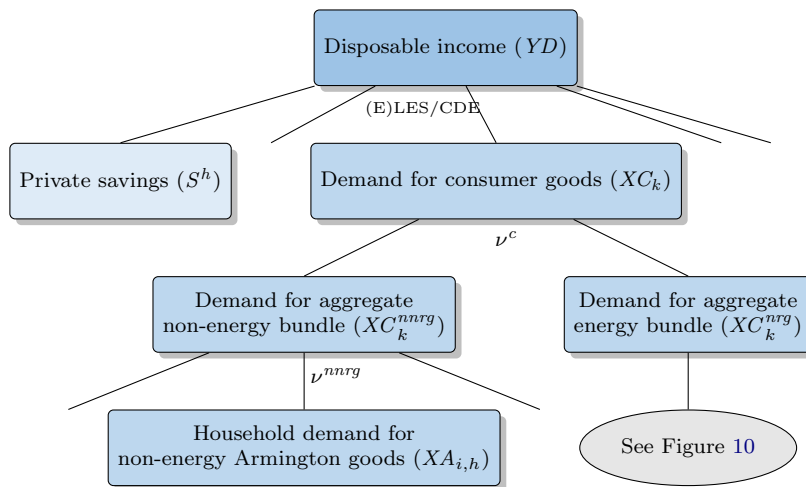 Disposable income (YD)
(E)LES/CDE
Private savings (S^h)
Demand for consumer goods (XC_k)
ν^c
Demand for aggregate
non-energy bundle (XC_k^{nnrg})
Demand for aggregate
energy bundle (XC_k^{nrg})
ν^{nnrg}
Household demand for
non-energy Armington goods (XA_{i,h})
See Figure 10